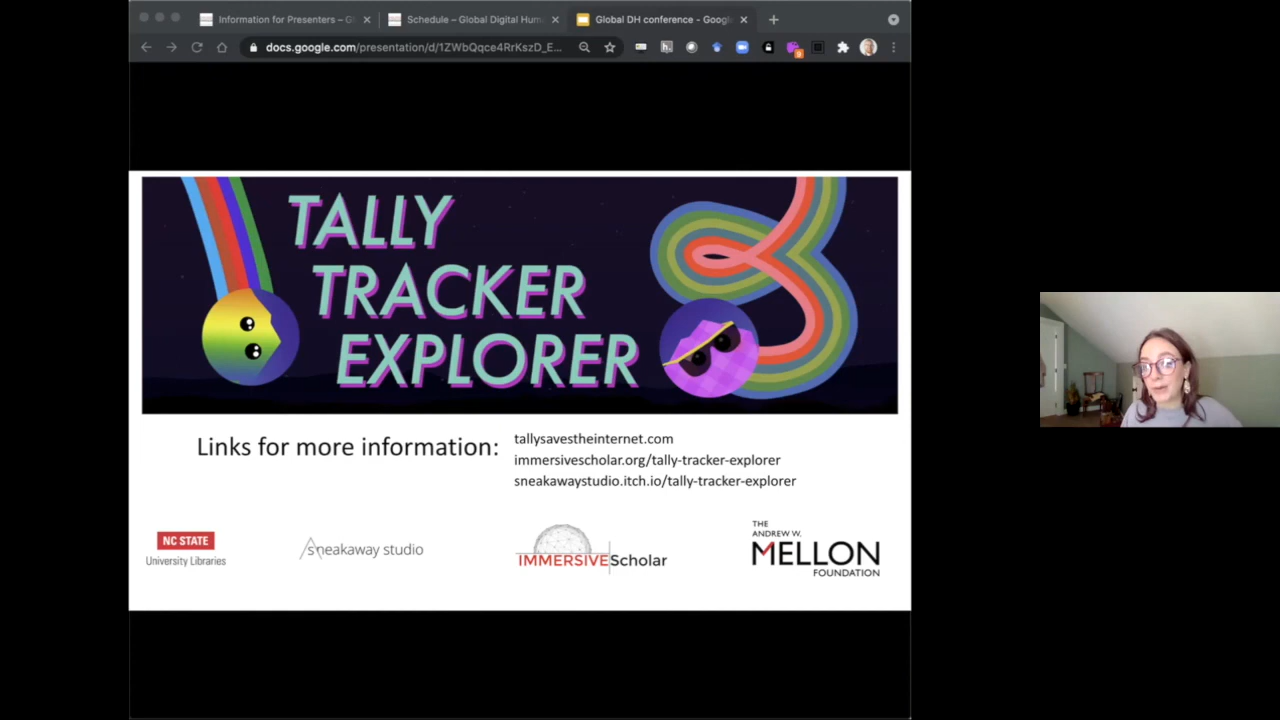 Information for Presenters – Gl
Schedule – Global Digital Hum
Global DH conference - Google
docs.google.com/presentation/d/1ZWbQqce4RrKszD_E...
TALLY
TRACKER
EXPLORER
Links for more information:
tallysavestheinternet.com
immersivescholar.org/tally-tracker-explorer
sneakawaystudio.itch.io/tally-tracker-explorer
NC STATE
University Libraries
sneakaway studio
IMMERSIVEScholar
THE
ANDREW W.
MELLON
FOUNDATION